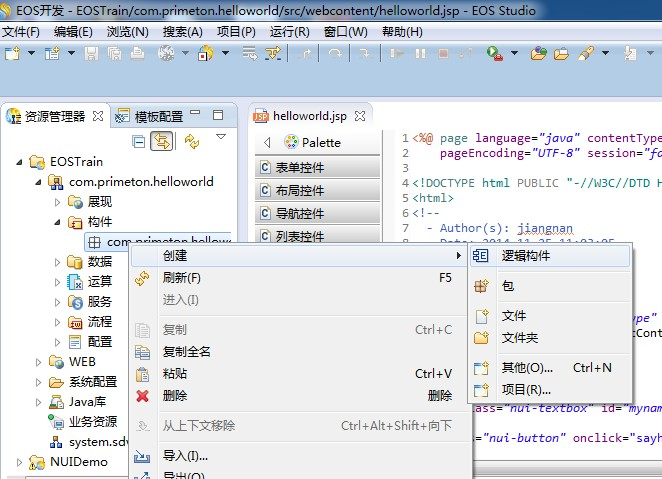 EOS开发 - EOSTrain/com.primeton.helloworld/src/webcontent/helloworld.jsp - EOS Studio
文件(F) 编辑(E) 浏览(N) 搜索(A) 项目(P) 运行(R) 窗口(W) 帮助(H)
资源管理器 模板配置
EOSTrain
com.primeton.helloworld
展现
构件
com.primeton.hellow
数据
运算
服务
流程
配置
WEB
系统配置
Java库
业务资源
system.sdv
NUIDemo
helloworld.jsp
Palette
表单控件
布局控件
导航控件
列表控件
1 <%@ page language="java" contentType
2 pageEncoding="UTF-8" session="fa
3
4 <!DOCTYPE html PUBLIC "-//W3C//DTD H
5 <html>
6 <!--
7 - Author(s): jiangnan
8 - Date: 2014-11-25 11:03:05
ype"
Cont
class="nui-textbox" id="mynam
="nui-button" onclick="sayh
创建
刷新(F) F5
进入(I)
复制 Ctrl+C
复制全名
粘贴 Ctrl+V
删除 删除
从上下文移除 Ctrl+Alt+Shift+向下
导入(I)...
导出(O)...
逻辑构件
包
文件
文件夹
其他(O)... Ctrl+N
项目(R)...